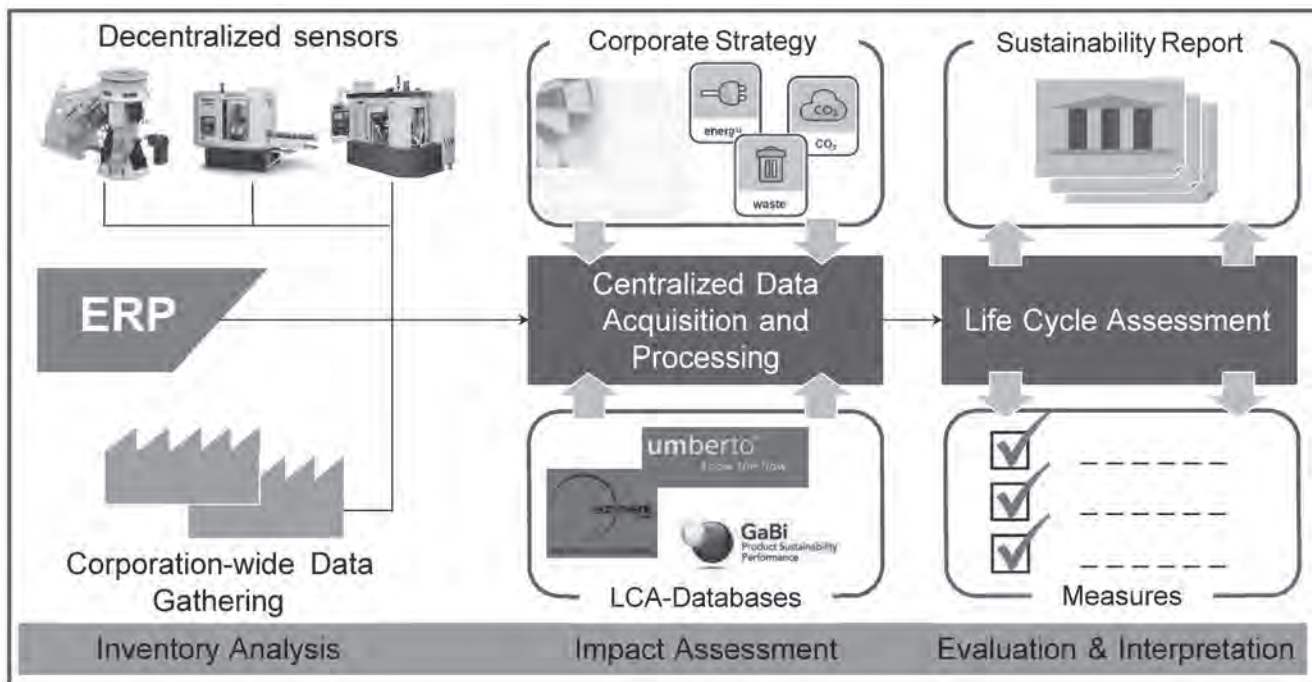 Decentralized sensors
ERP
Corporation-wide Data
Gathering
Inventory Analysis
Corporate Strategy
energy
CO₂
CO₂
waste
Centralized Data
Acquisition and
Processing
umberto
know the flow
GaBi
Product Sustainability
Performance
LCA-Databases
Impact Assessment
Sustainability Report
Life Cycle Assessment
Measures
Evaluation & Interpretation